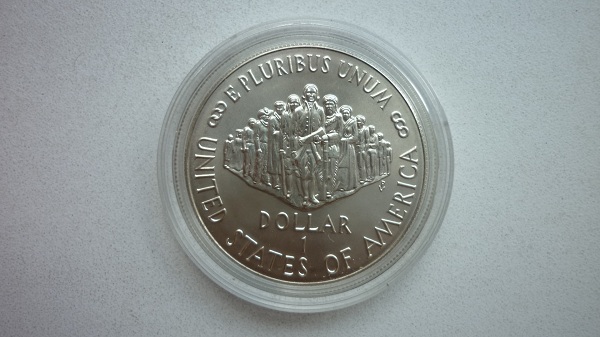 E PLURIBUS UNUM
DOLLAR
1
UNITED STATES OF AMERICA